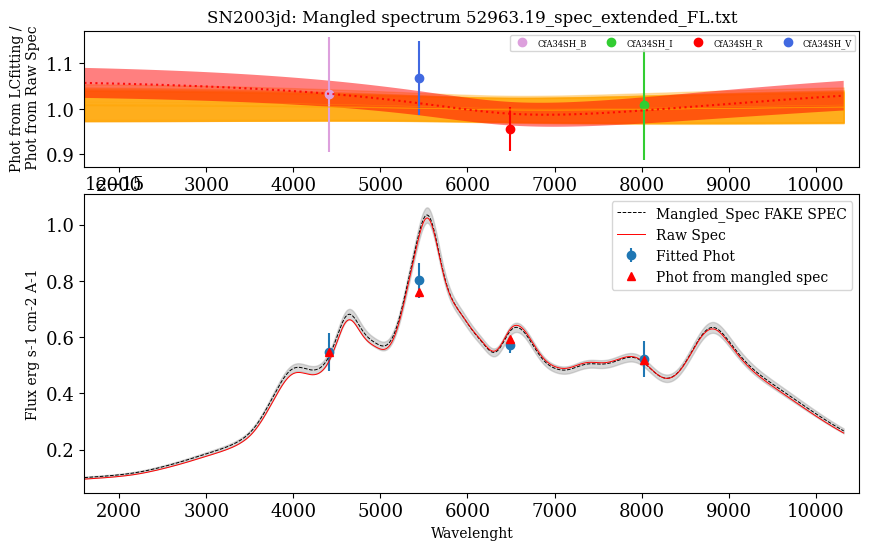 SN2003jd: Mangled spectrum 52963.19_spec_extended_FL.txt
Phot from LCfitting /
Phot from Raw Spec
1.1
1.0
0.9
CfA34SH_B
CfA34SH_I
CfA34SH_R
CfA34SH_V
2000 3000 4000 5000 6000 7000 8000 9000 10000
1e−15
Flux erg s-1 cm-2 A-1
1.0
0.8
0.6
0.4
0.2
Mangled_Spec FAKE SPEC
Raw Spec
Fitted Phot
Phot from mangled spec
2000 3000 4000 5000 6000 7000 8000 9000 10000
Wavelenght